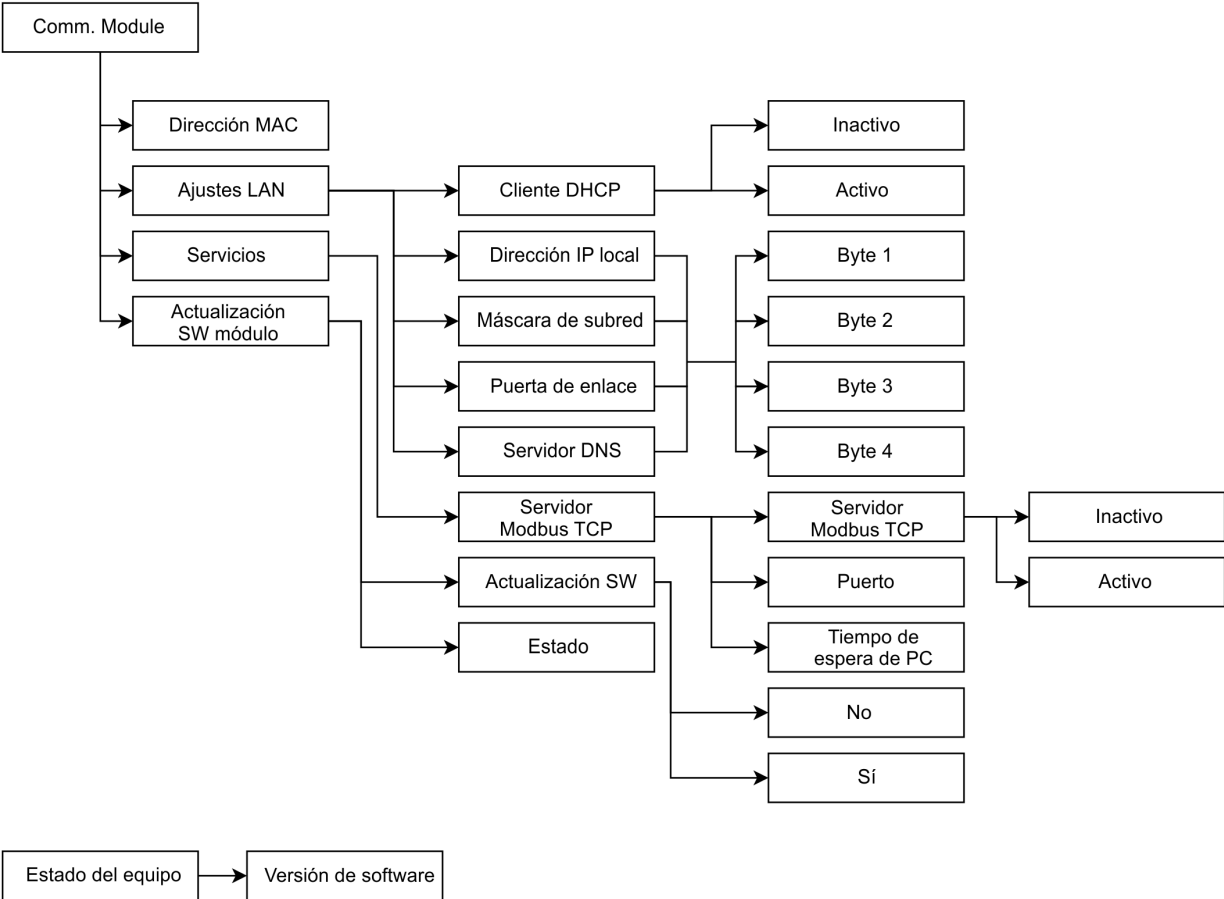 Comm. Module
Dirección MAC
Inactivo
Ajustes LAN
Cliente DHCP
Activo
Servicios
Dirección IP local
Byte 1
Actualización
SW módulo
Máscara de subred
Byte 2
Puerta de enlace
Byte 3
Servidor DNS
Byte 4
Servidor
Modbus TCP
Servidor
Modbus TCP
Inactivo
Actualización SW
Puerto
Activo
Estado
Tiempo de
espera de PC
No
Sí
Estado del equipo
Versión de software